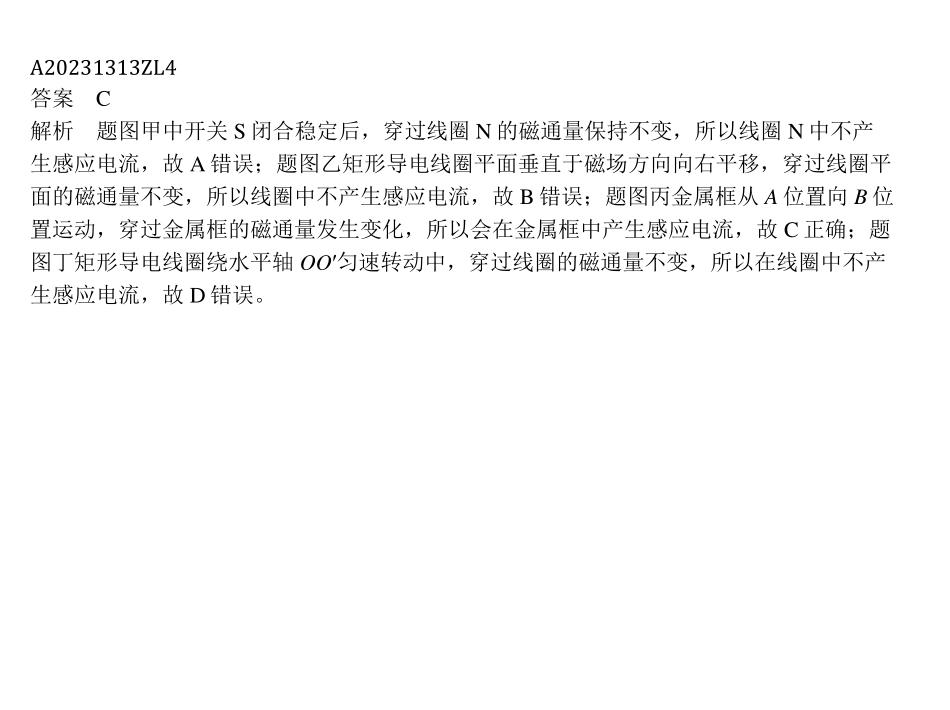 A20231313ZL4
答案　C
解析　题图甲中开关 S 闭合稳定后，穿过线圈 N 的磁通量保持不变，所以线圈 N 中不产
生感应电流，故 A 错误；题图乙矩形导电线圈平面垂直于磁场方向向右平移，穿过线圈平
面的磁通量不变，所以线圈中不产生感应电流，故 B 错误；题图丙金属框从 A 位置向 B 位
置运动，穿过金属框的磁通量发生变化，所以会在金属框中产生感应电流，故 C 正确；题
图丁矩形导电线圈绕水平轴 OO′匀速转动中，穿过线圈的磁通量不变，所以在线圈中不产
生感应电流，故 D 错误。